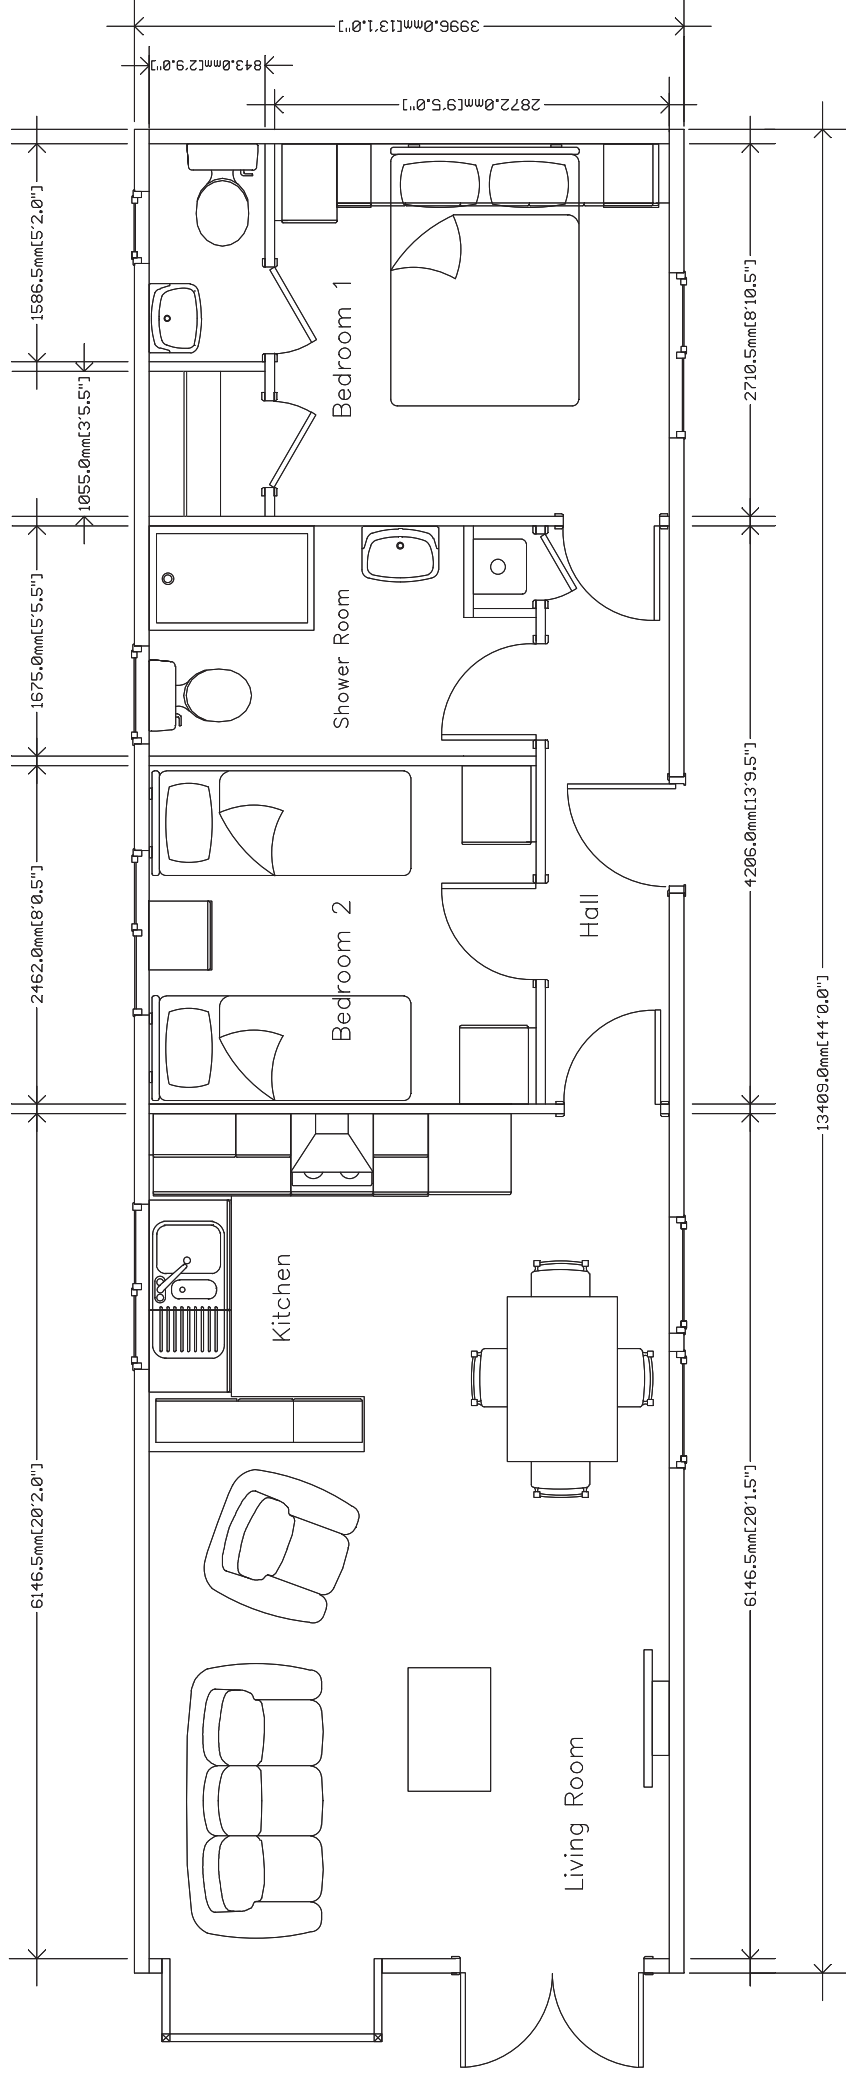 3996.0mm[13'1.0"]
843.0mm[2'9.0"]
2872.0mm[9'5.0"]
1586.5mm[5'2.0"]
1055.0mm[3'5.5"]
1675.0mm[5'5.5"]
2462.0mm[8'0.5"]
6146.5mm[20'2.0"]
Bedroom 1
Shower Room
Bedroom 2
Hall
Kitchen
Living Room
2710.5mm[8'10.5"]
4206.0mm[13'9.5"]
6146.5mm[20'1.5"]
13409.0mm[44'0.0"]